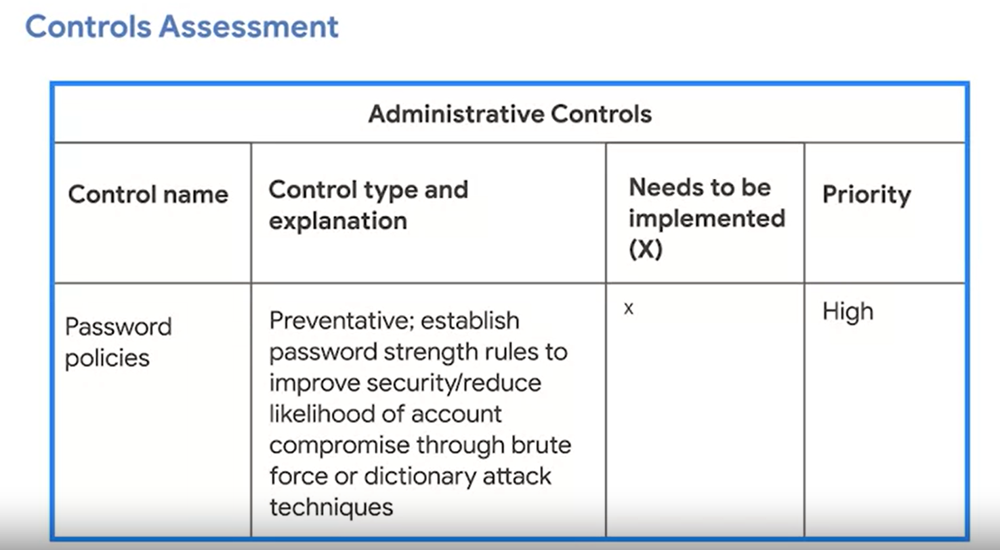 Controls Assessment
Administrative Controls
Control name
Control type and
explanation
Needs to be
implemented
(X)
Priority
Password
policies
Preventative; establish
password strength rules to
improve security/reduce
likelihood of account
compromise through brute
force or dictionary attack
techniques
x
High